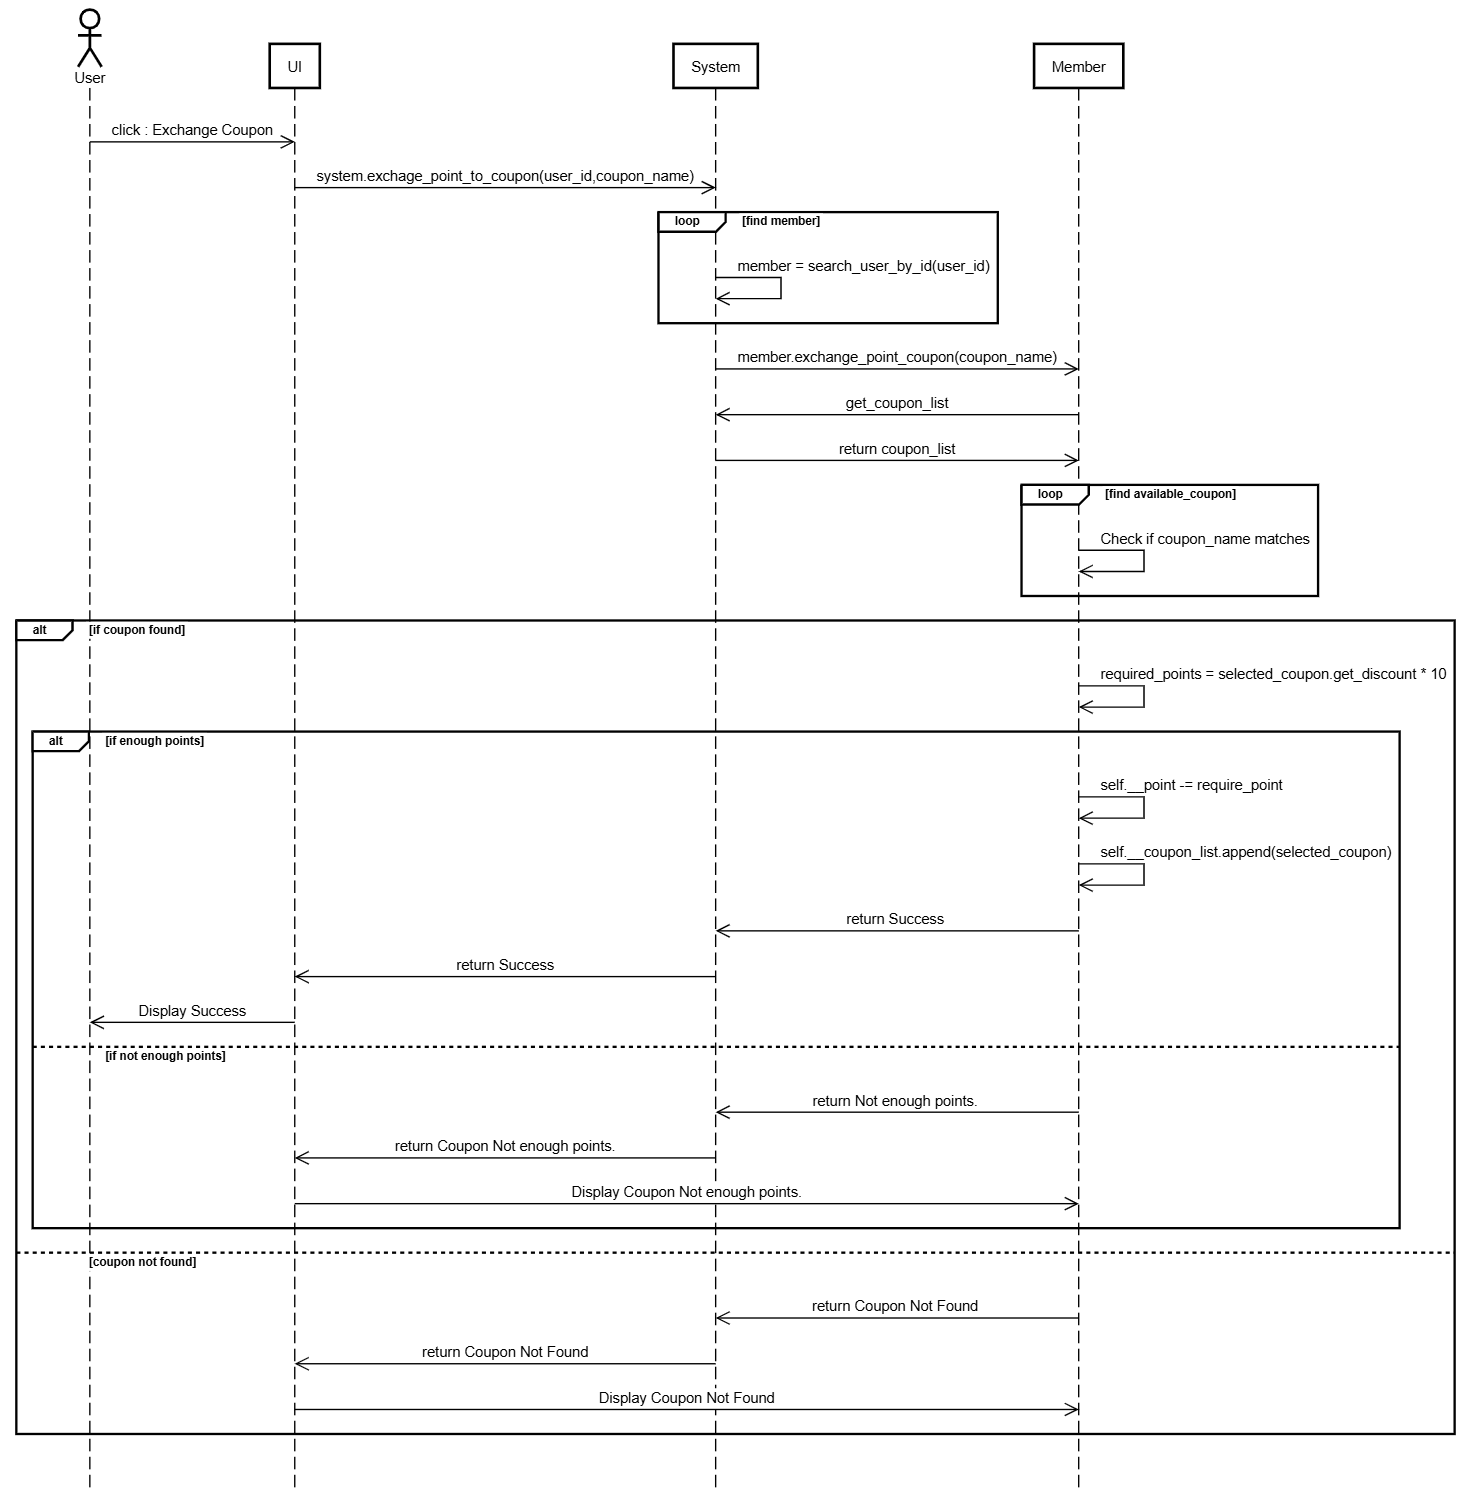 User
UI
System
Member
click : Exchange Coupon
system.exchage_point_to_coupon(user_id,coupon_name)
loop
[find member]
member = search_user_by_id(user_id)
member.exchange_point_coupon(coupon_name)
get_coupon_list
return coupon_list
loop
[find available_coupon]
Check if coupon_name matches
alt
[if coupon found]
required_points = selected_coupon.get_discount * 10
alt
[if enough points]
self.__point -= require_point
self.__coupon_list.append(selected_coupon)
return Success
return Success
Display Success
[if not enough points]
return Not enough points.
return Coupon Not enough points.
Display Coupon Not enough points.
[coupon not found]
return Coupon Not Found
return Coupon Not Found
Display Coupon Not Found